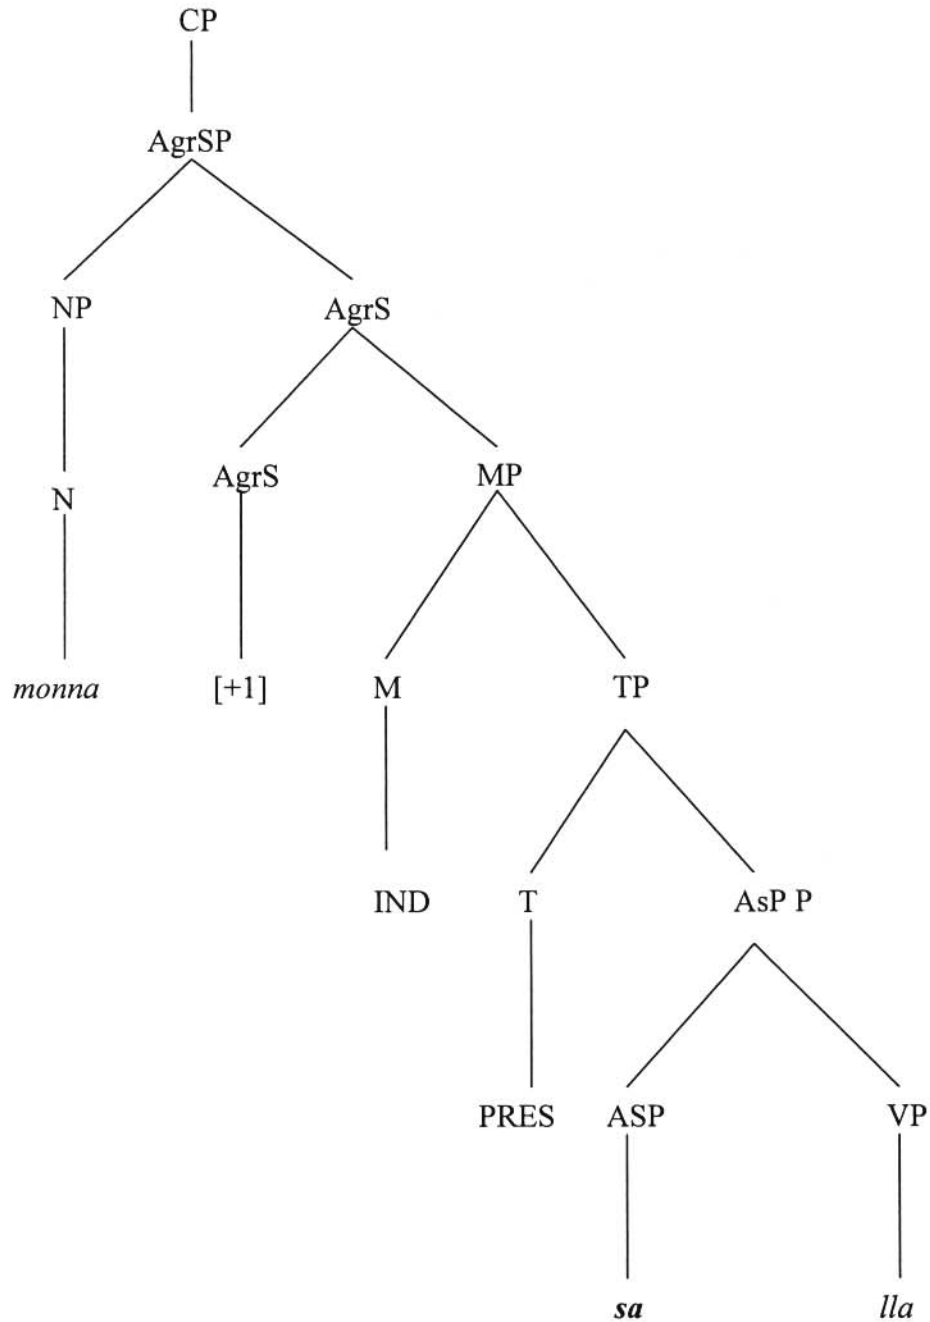 CP
AgrSP
NP AgrS
AgrS MP
N
monna [+1] M TP
IND T AsP P
PRES ASP VP
sa lla